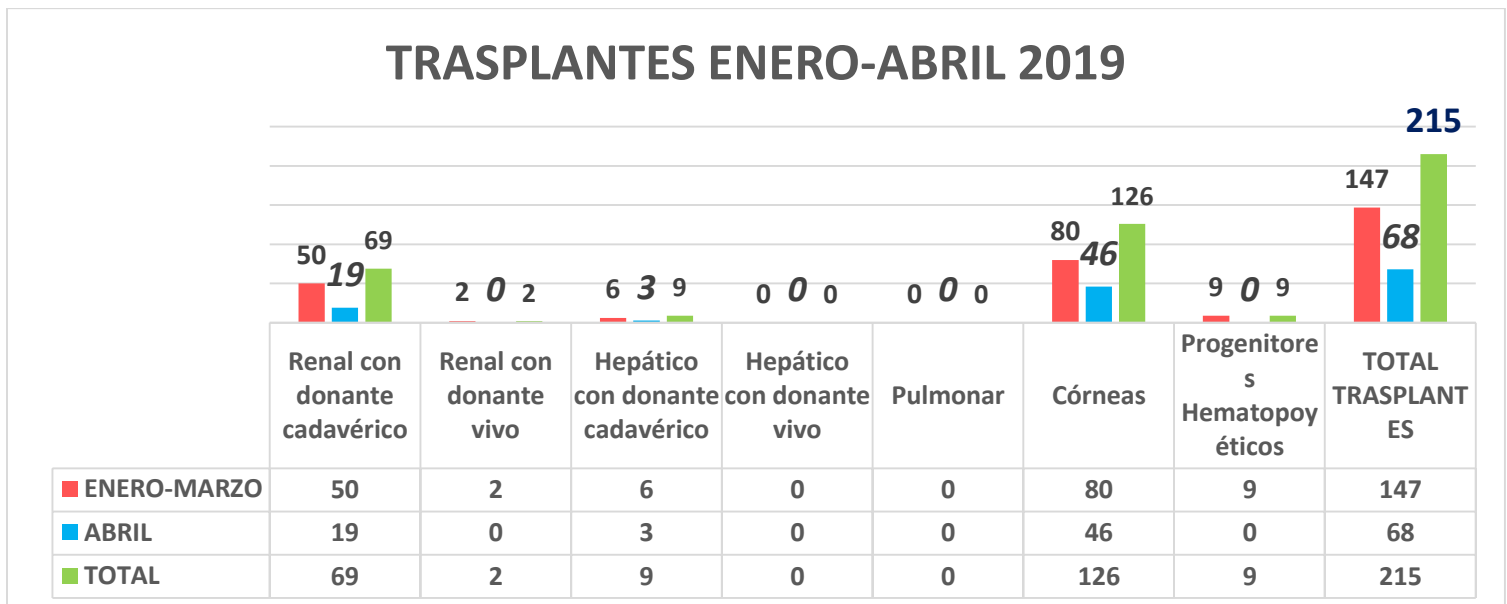 TRASPLANTES ENERO-ABRIL 2019
215
147
68
126
80
46
50
19
69
2 0 2
6 3 9
0 0 0
0 0 0
9 0 9
Renal con
donante
cadavérico
Renal con
donante
vivo
Hepático
con donante
cadavérico
Hepático
con donante
vivo
Pulmonar
Córneas
Progenitore
s
Hematopoy
éticos
TOTAL
TRASPLANT
ES
ENERO-MARZO 50 2 6 0 0 80 9 147
ABRIL 19 0 3 0 0 46 0 68
TOTAL 69 2 9 0 0 126 9 215